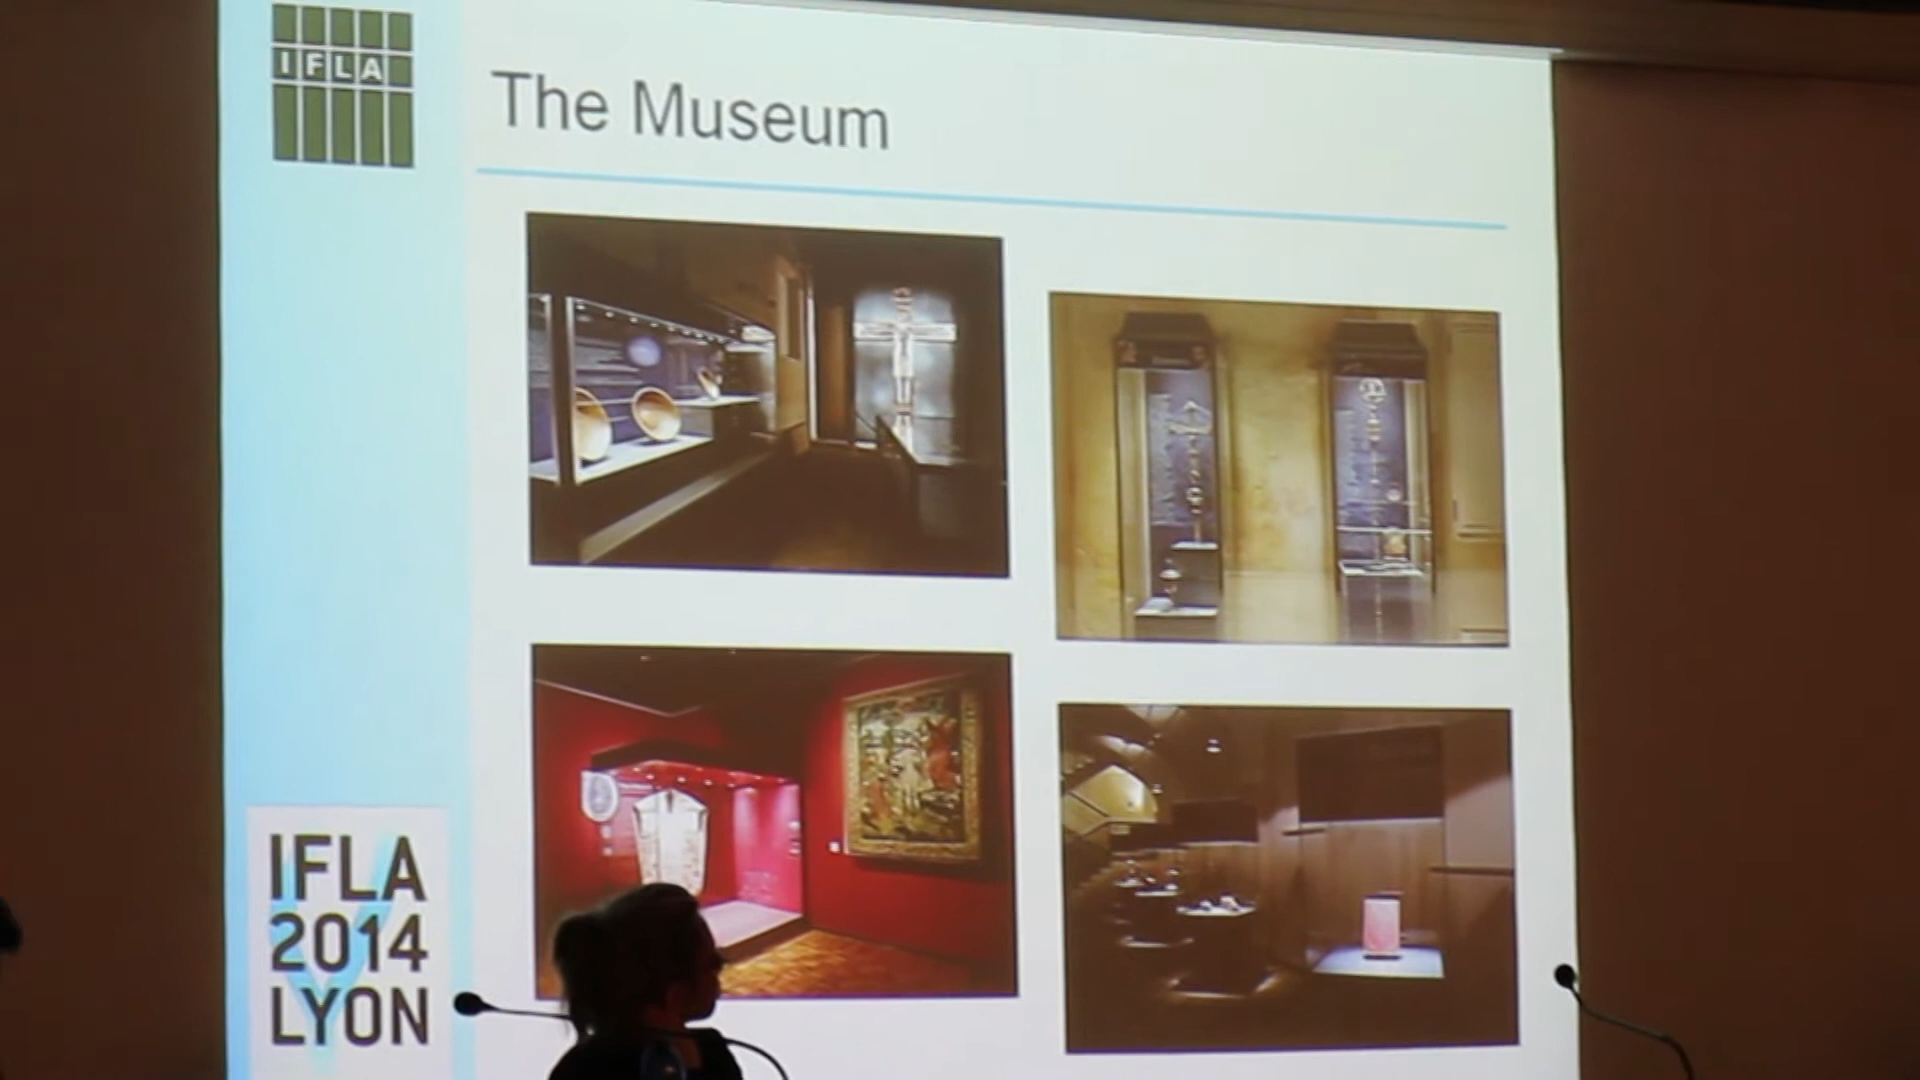 IFLA
The Museum
IFLA
2014
LYON